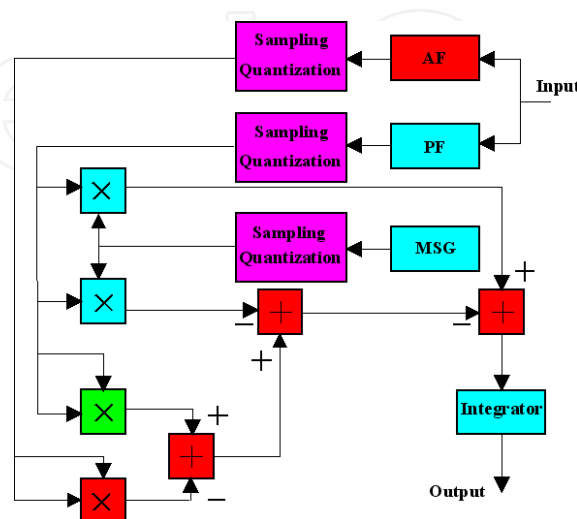 Sampling
Quantization
AF
Input
Sampling
Quantization
PF
×
Sampling
Quantization
MSG
+
×
−
+
−
+
+
×
+
+
Integrator
−
×
Output